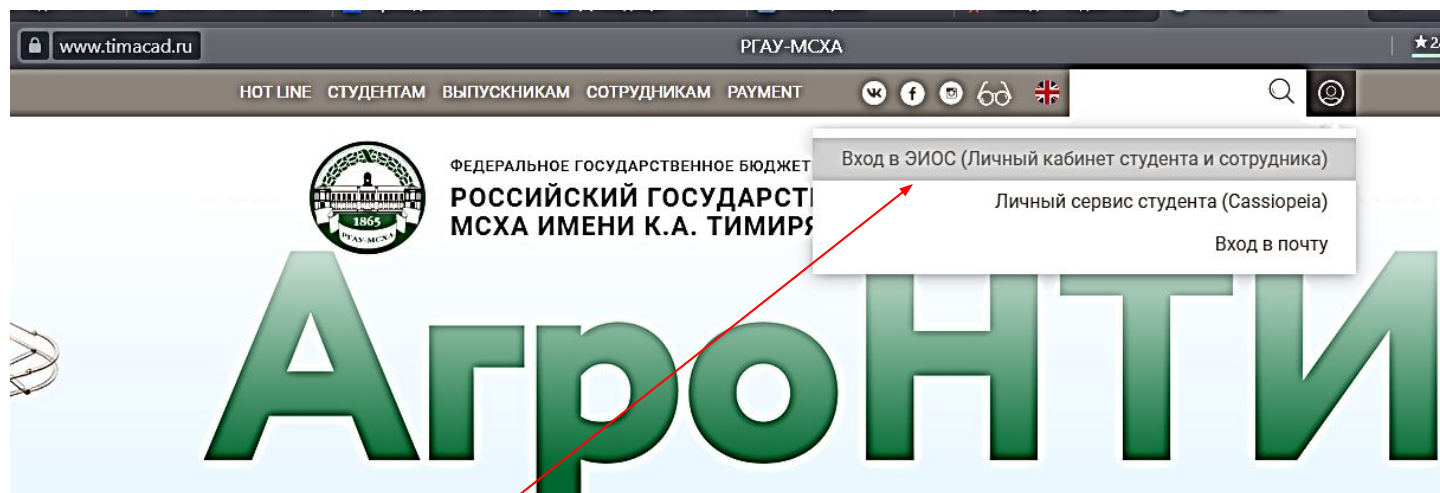 www.timacad.ru
РГАУ-МСХА
HOT LINE СТУДЕНТАМ ВЫПУСКНИКАМ СОТРУДНИКАМ PAYMENT
Вход в ЭИОС (Личный кабинет студента и сотрудника)
Личный сервис студента (Cassiopeia)
Вход в почту
ФЕДЕРАЛЬНОЕ ГОСУДАРСТВЕННОЕ БЮДЖЕТ
РОССИЙСКИЙ ГОСУДАРСТ
МСХА ИМЕНИ К.А. ТИМИРЯ
1865
РГАУ-МСХА
АгроНТИ